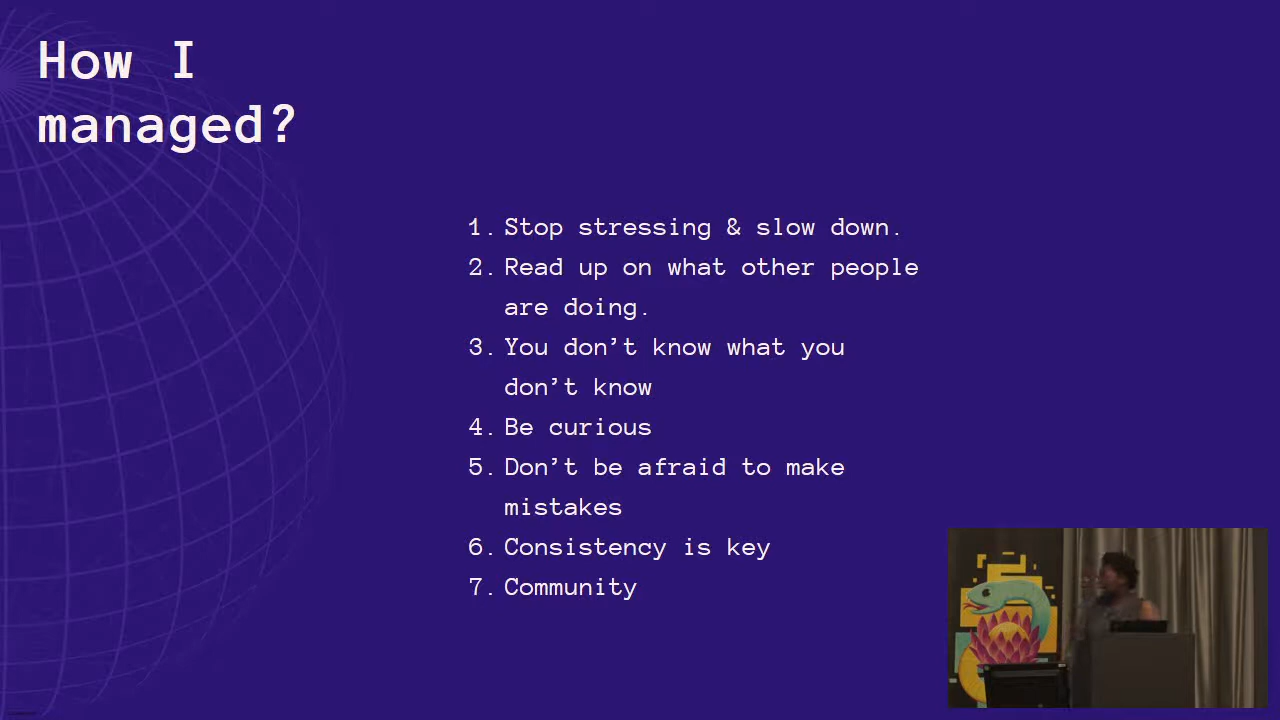 How I
managed?
1. Stop stressing & slow down.
2. Read up on what other people
are doing.
3. You don’t know what you
don’t know
4. Be curious
5. Don’t be afraid to make
mistakes
6. Consistency is key
7. Community